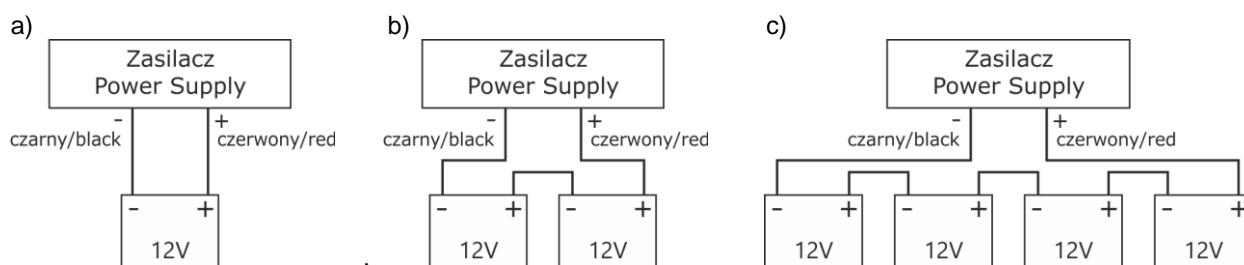 a)
Zasilacz
Power Supply
- +
czarny/black czerwony/red
- +
12V
b)
Zasilacz
Power Supply
- +
czarny/black czerwony/red
- + - +
12V 12V
.
c)
Zasilacz
Power Supply
- +
czarny/black czerwony/red
- + - + - + - +
12V 12V 12V 12V